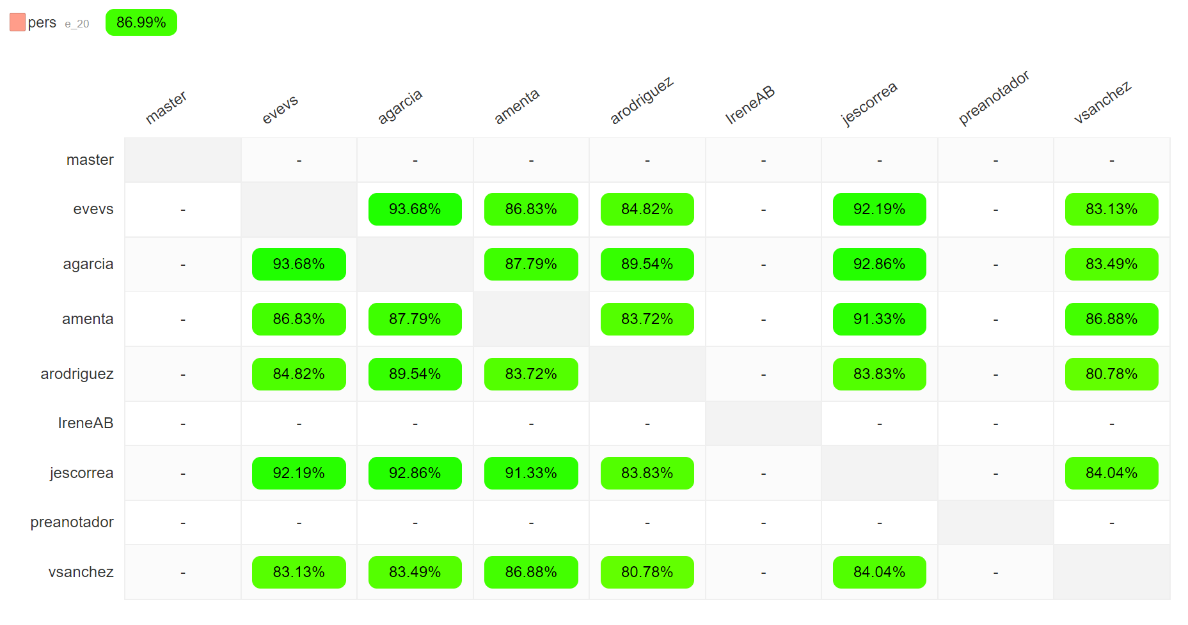 pers e_20 86.99%
master evevs agarcia amenta arodriguez IreneAB jescorrea preanotador vsanchez
master - - - - - - - -
evevs - 93.68% 86.83% 84.82% - 92.19% - 83.13%
agarcia - 93.68% 87.79% 89.54% - 92.86% - 83.49%
amenta - 86.83% 87.79% 83.72% - 91.33% - 86.88%
arodriguez - 84.82% 89.54% 83.72% - 83.83% - 80.78%
IreneAB - - - - - - - -
jescorrea - 92.19% 92.86% 91.33% 83.83% - - 84.04%
preanotador - - - - - - - -
vsanchez - 83.13% 83.49% 86.88% 80.78% - 84.04% -